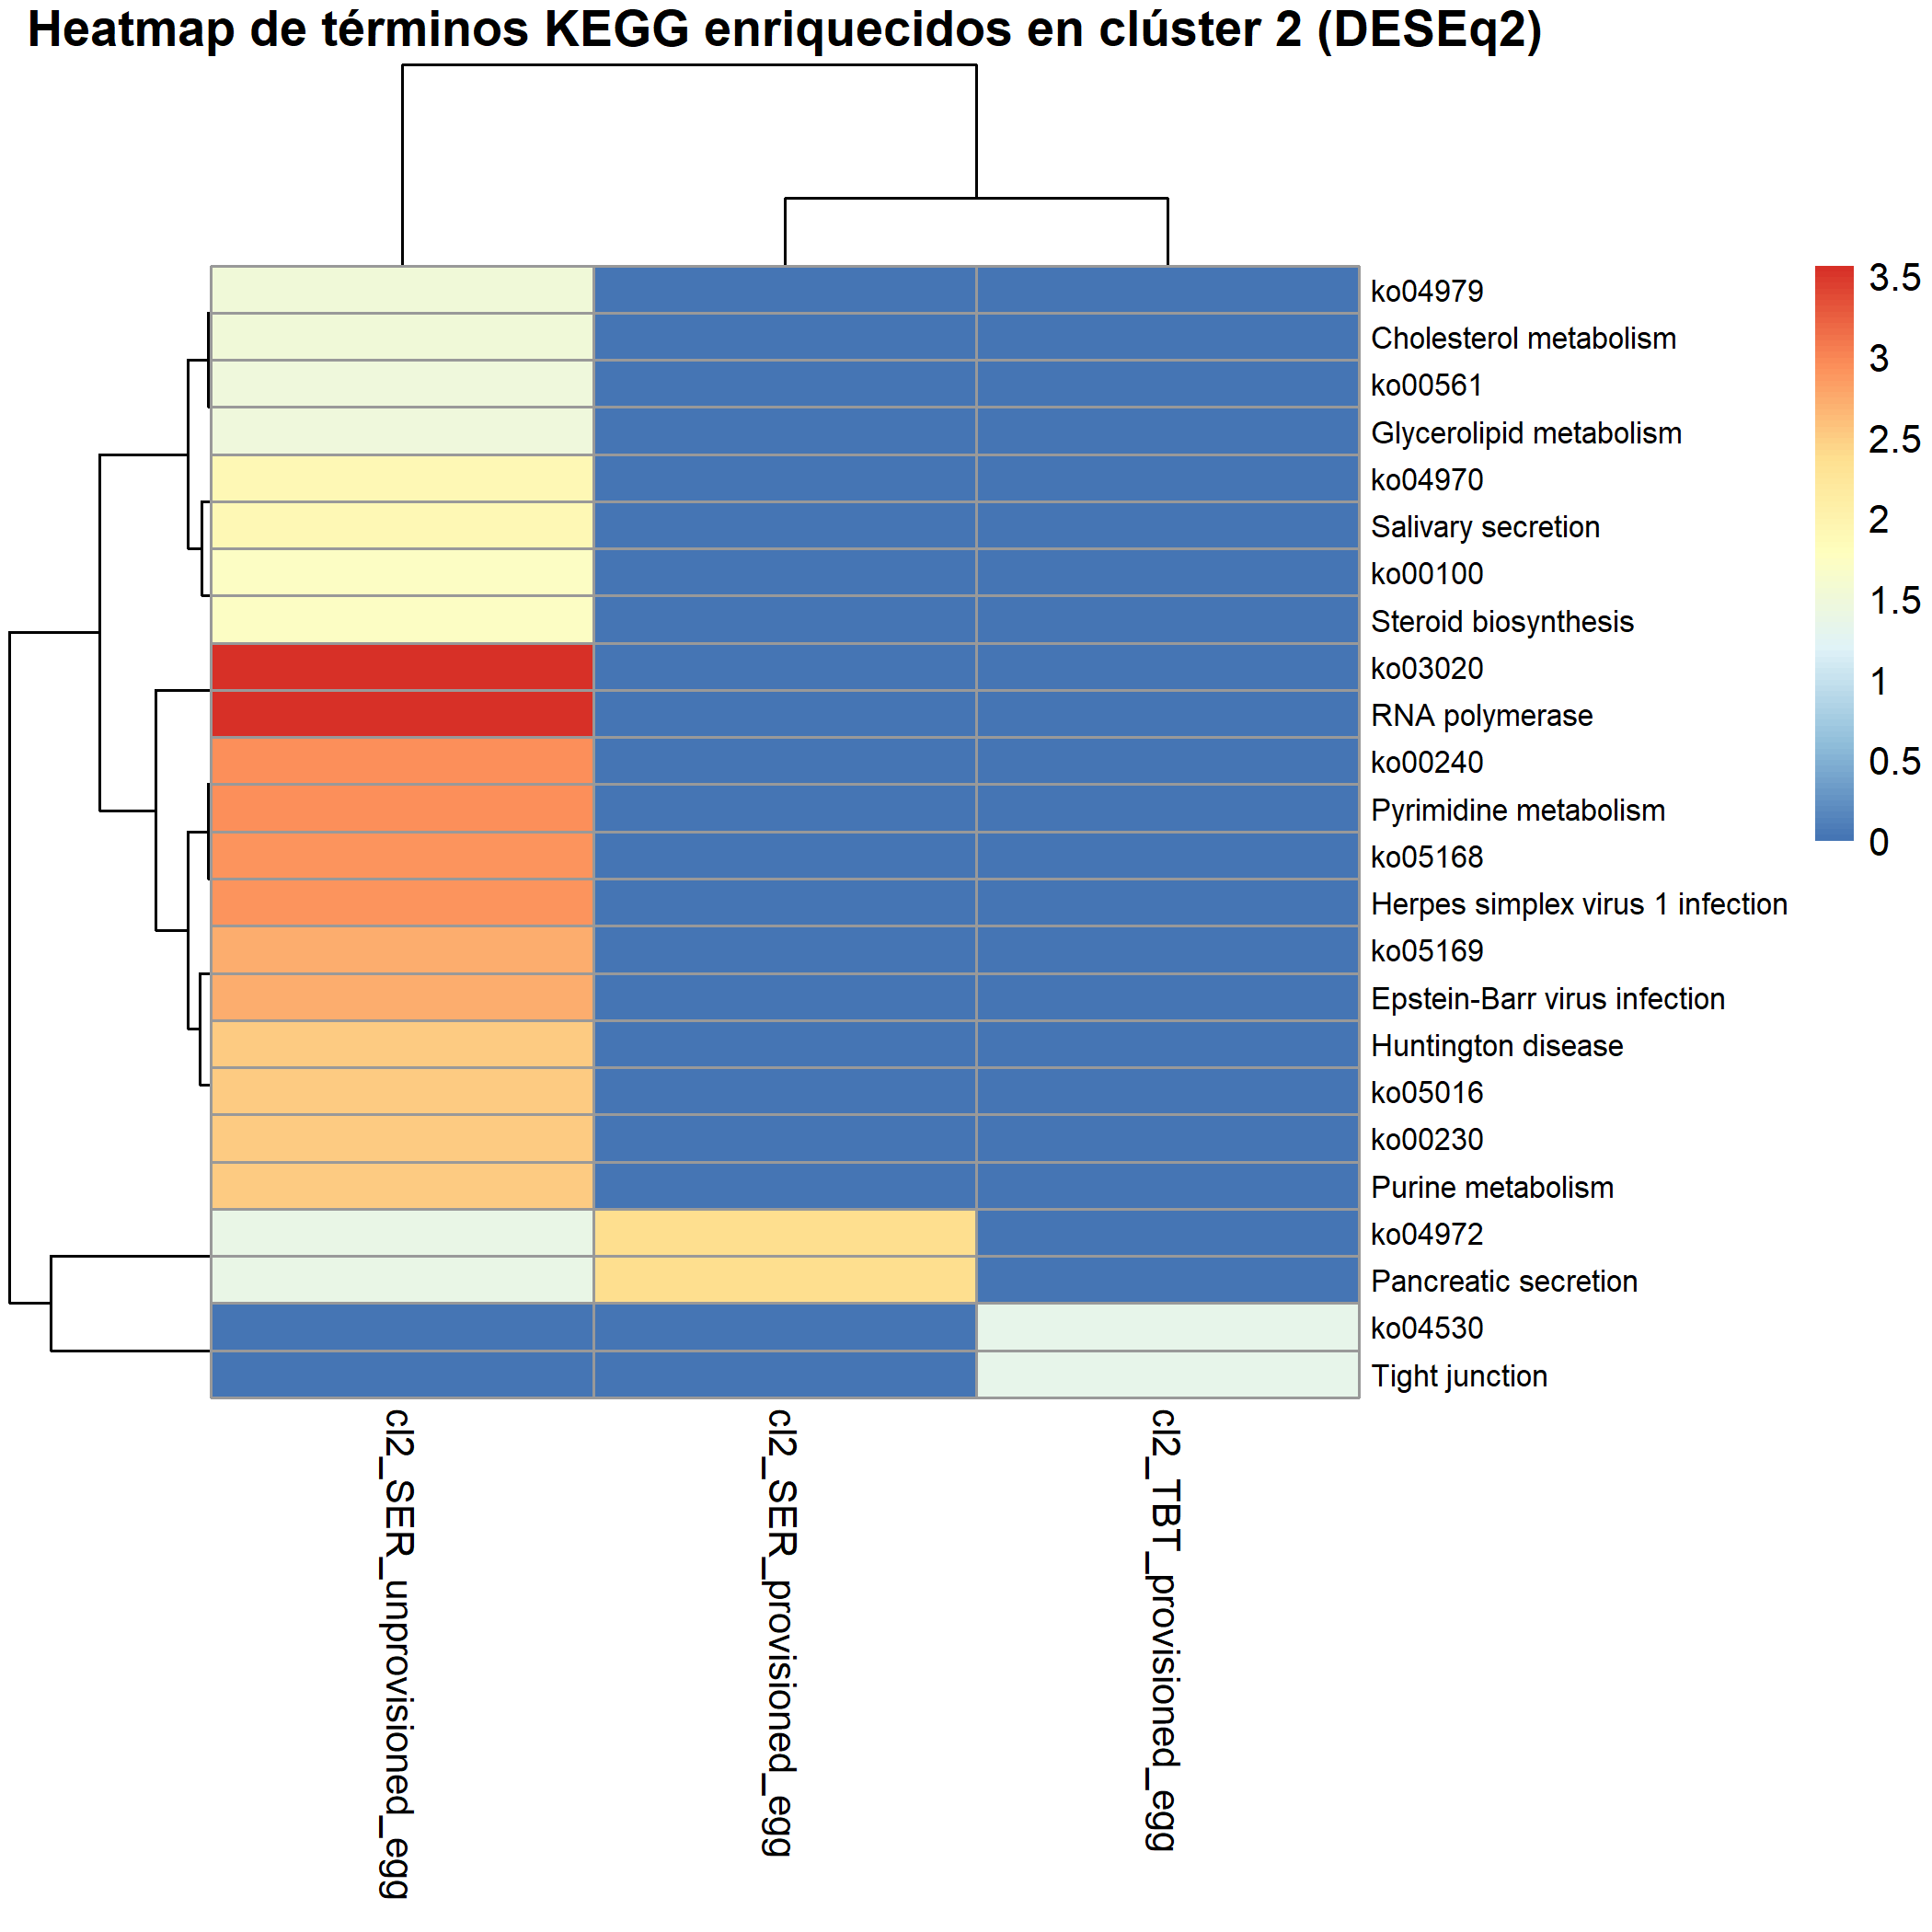 Heatmap de términos KEGG enriquecidos en clúster 2 (DESEq2)
ko04979
Cholesterol metabolism
ko00561
Glycerolipid metabolism
ko04970
Salivary secretion
ko00100
Steroid biosynthesis
ko03020
RNA polymerase
ko00240
Pyrimidine metabolism
ko05168
Herpes simplex virus 1 infection
ko05169
Epstein-Barr virus infection
Huntington disease
ko05016
ko00230
Purine metabolism
ko04972
Pancreatic secretion
ko04530
Tight junction
3.5
3
2.5
2
1.5
1
0.5
0
cl2_SER_unprovisioned_egg
cl2_SER_provisioned_egg
cl2_TBT_provisioned_egg